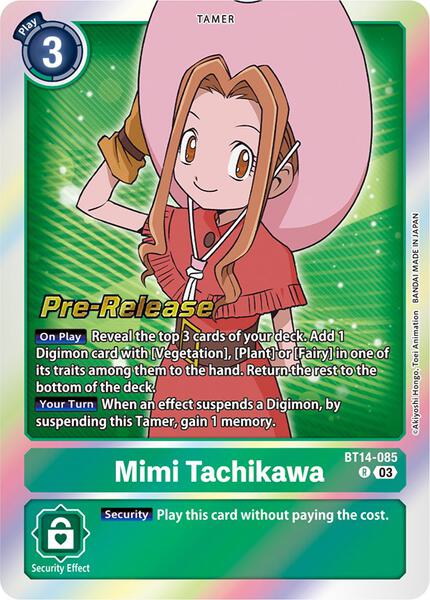 TAMER
Play
3
Pre-Release
On Play Reveal the top 3 cards of your deck. Add 1
Digimon card with [Vegetation], [Plant] or [Fairy] in one of
its traits among them to the hand. Return the rest to the
bottom of the deck.
Your Turn When an effect suspends a Digimon, by
suspending this Tamer, gain 1 memory.
©Akiyoshi Hongo, Toei Animation BANDAI MADE IN JAPAN
BT14-085
Mimi Tachikawa
R 03
Security Play this card without paying the cost.
Security Effect